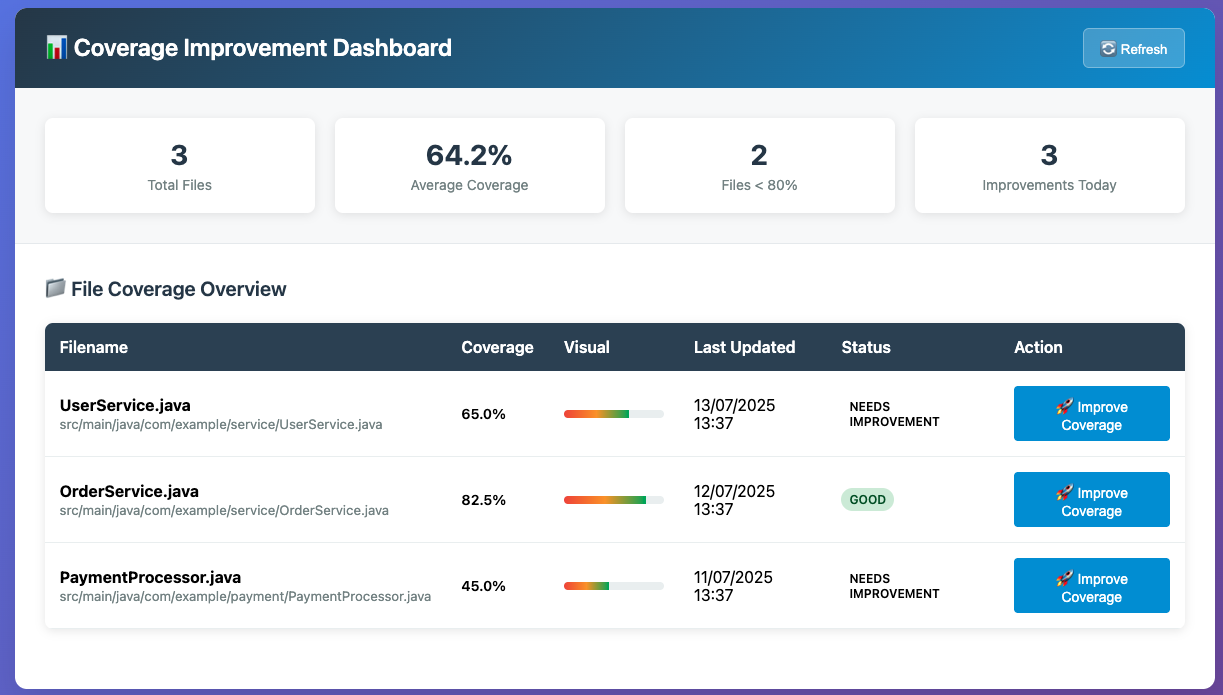 📊 Coverage Improvement Dashboard
🔄 Refresh
3
Total Files
64.2%
Average Coverage
2
Files < 80%
3
Improvements Today
📁 File Coverage Overview
Filename Coverage Visual Last Updated Status Action
UserService.java
src/main/java/com/example/service/UserService.java
65.0%
13/07/2025
13:37
NEEDS
IMPROVEMENT
🚀 Improve
Coverage
OrderService.java
src/main/java/com/example/service/OrderService.java
82.5%
12/07/2025
13:37
GOOD
🚀 Improve
Coverage
PaymentProcessor.java
src/main/java/com/example/payment/PaymentProcessor.java
45.0%
11/07/2025
13:37
NEEDS
IMPROVEMENT
🚀 Improve
Coverage